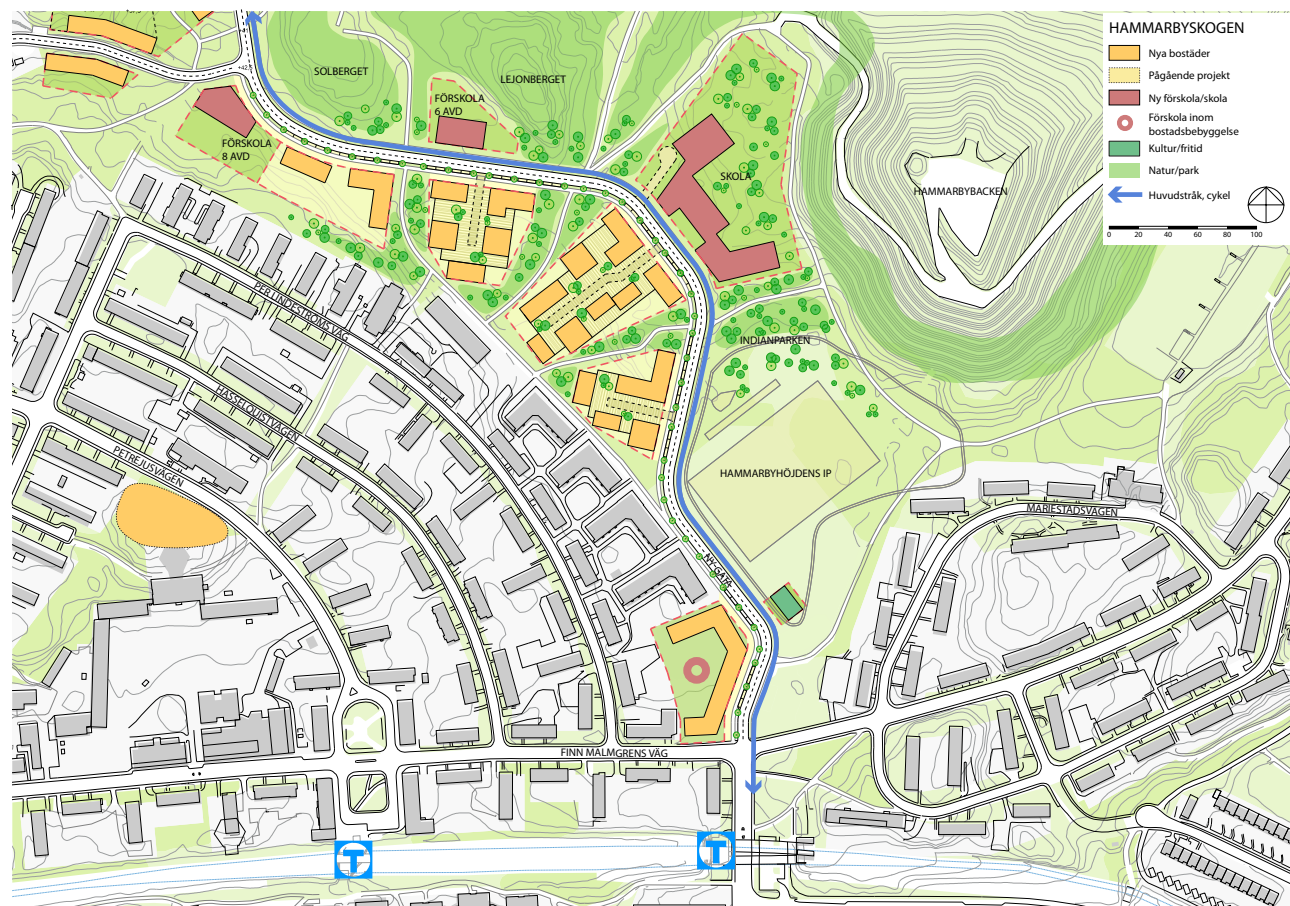 HAMMARBYSKOGEN
Nya bostäder
Pågående projekt
Ny förskola/skola
Förskola inom
bostadsbebyggelse
Kultur/fritid
Natur/park
Huvudstråk, cykel
0 20 40 60 80 100
SOLBERGET
LEJONBERGET
+42,5
FÖRSKOLA
6 AVD
FÖRSKOLA
8 AVD
SKOLA
HAMMARBYBACKEN
PER LINDESTRÖMS VÄG
INDIANPARKEN
HASSELQUISTVÄGEN
PETREJUSVÄGEN
HAMMARBYHÖJDENS IP
MARIESTADSVÄGEN
NY GATA
FINN MALMGRENS VÄG
T
T